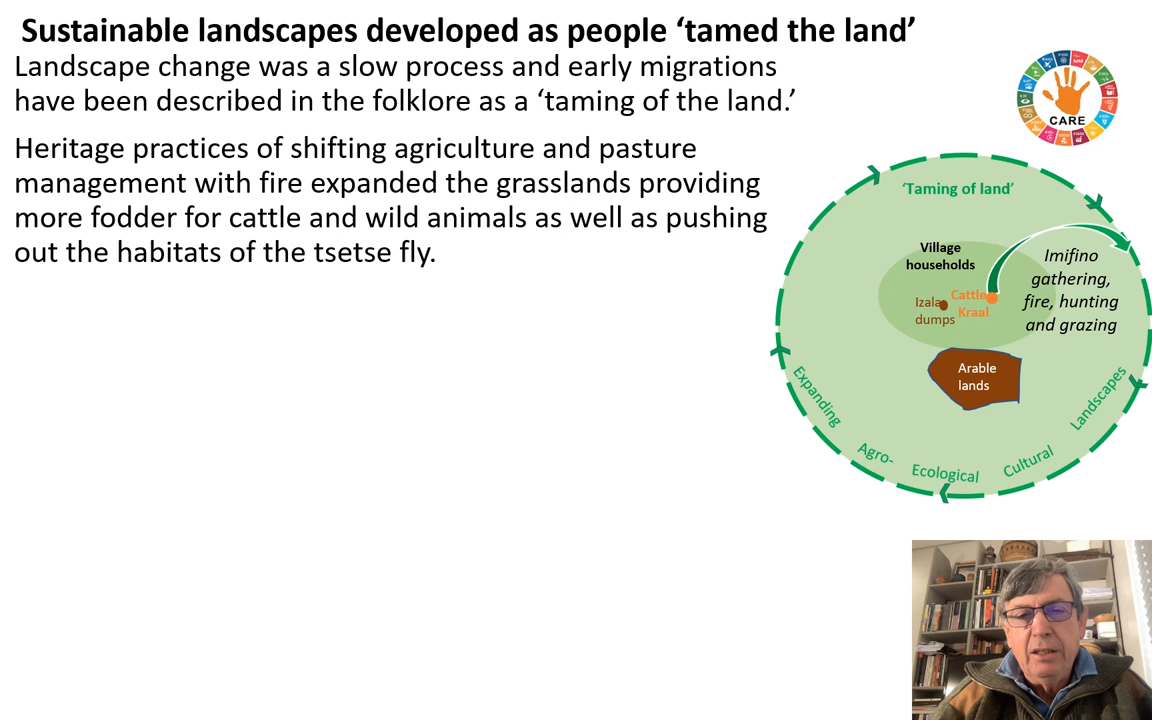 Sustainable landscapes developed as people ‘tamed the land’
Landscape change was a slow process and early migrations
have been described in the folklore as a ‘taming of the land.’
Heritage practices of shifting agriculture and pasture
management with fire expanded the grasslands providing
more fodder for cattle and wild animals as well as pushing
out the habitats of the tsetse fly.
CARE
‘Taming of land’
Village
households
Izala
dumps
Cattle
Kraal
Imifino
gathering,
fire, hunting
and grazing
Arable
lands
Expanding
Agro-
Ecological
Cultural
Landscapes